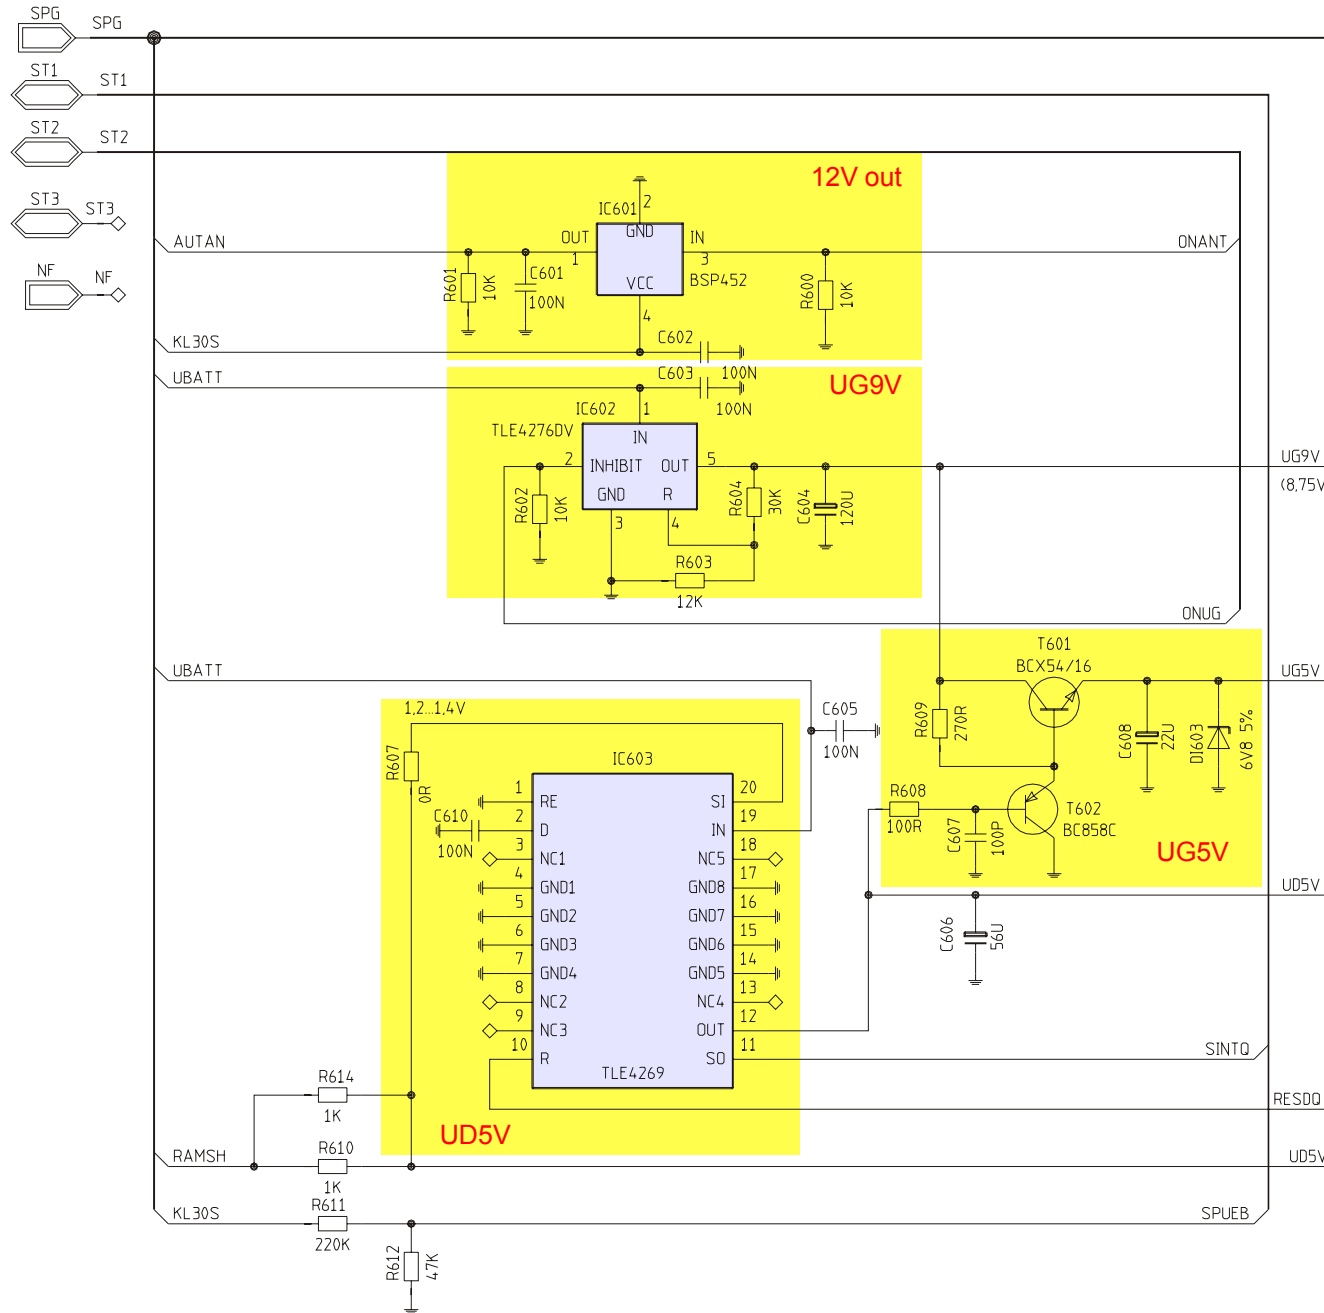 SPG SPG
ST1 ST1
ST2 ST2
12V out
ST3 ST3
IC601 2
GND
AUTAN OUT IN ONANT
1 3
NF NF
R601 10K C601 100N BSP452 R600 10K
VCC
4
KL30S C602
100N
UBATT C603
100N UG9V
IC602 1
TLE4276DV IN
2 INHIBIT OUT 5 UG9V
R602 10K GND R R604 30K C604 120U (8,75V
3 4
R603
12K
ONUG
T601
BCX54/16
UBATT UG5V
1,2...1,4V C605
100N
R609 270R C608 22U DI603 6V8 5%
R607 0R IC603
1 RE SI 20
R608
100R
T602
BC858C
C607 100P
UG5V
C610
100N
2 D IN 19
3 NC1 NC5 18
4 GND1 GND8 17
UD5V
5 GND2 GND7 16
6 GND3 GND6 15
C606 56U
7 GND4 GND5 14
8 NC2 NC4 13
9 NC3 OUT 12
10 R SO 11
TLE4269
SINTQ
R614
1K
RESDQ
UD5V
R610
RAMSH UD5V
1K
R611
KL30S SPUEB
220K
R612 47K